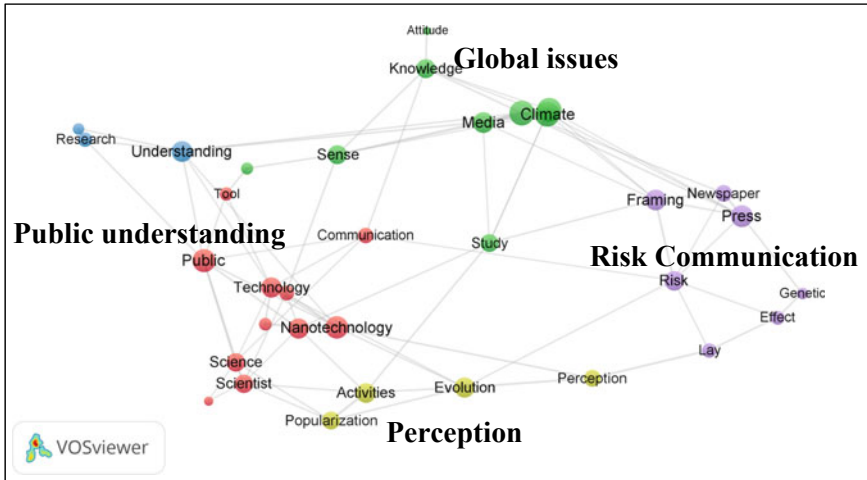 Attitude
Global issues
Knowledge
Climate
Media
Research
Understanding
Sense
Tool
Newspaper
Framing
Press
Public understanding
Communication
Study
Public
Risk Communication
Technology
Risk
Genetic
Nanotechnology
Effect
Lay
Science
Scientist
Activities
Evolution
Perception
Popularization
Perception
VOSviewer